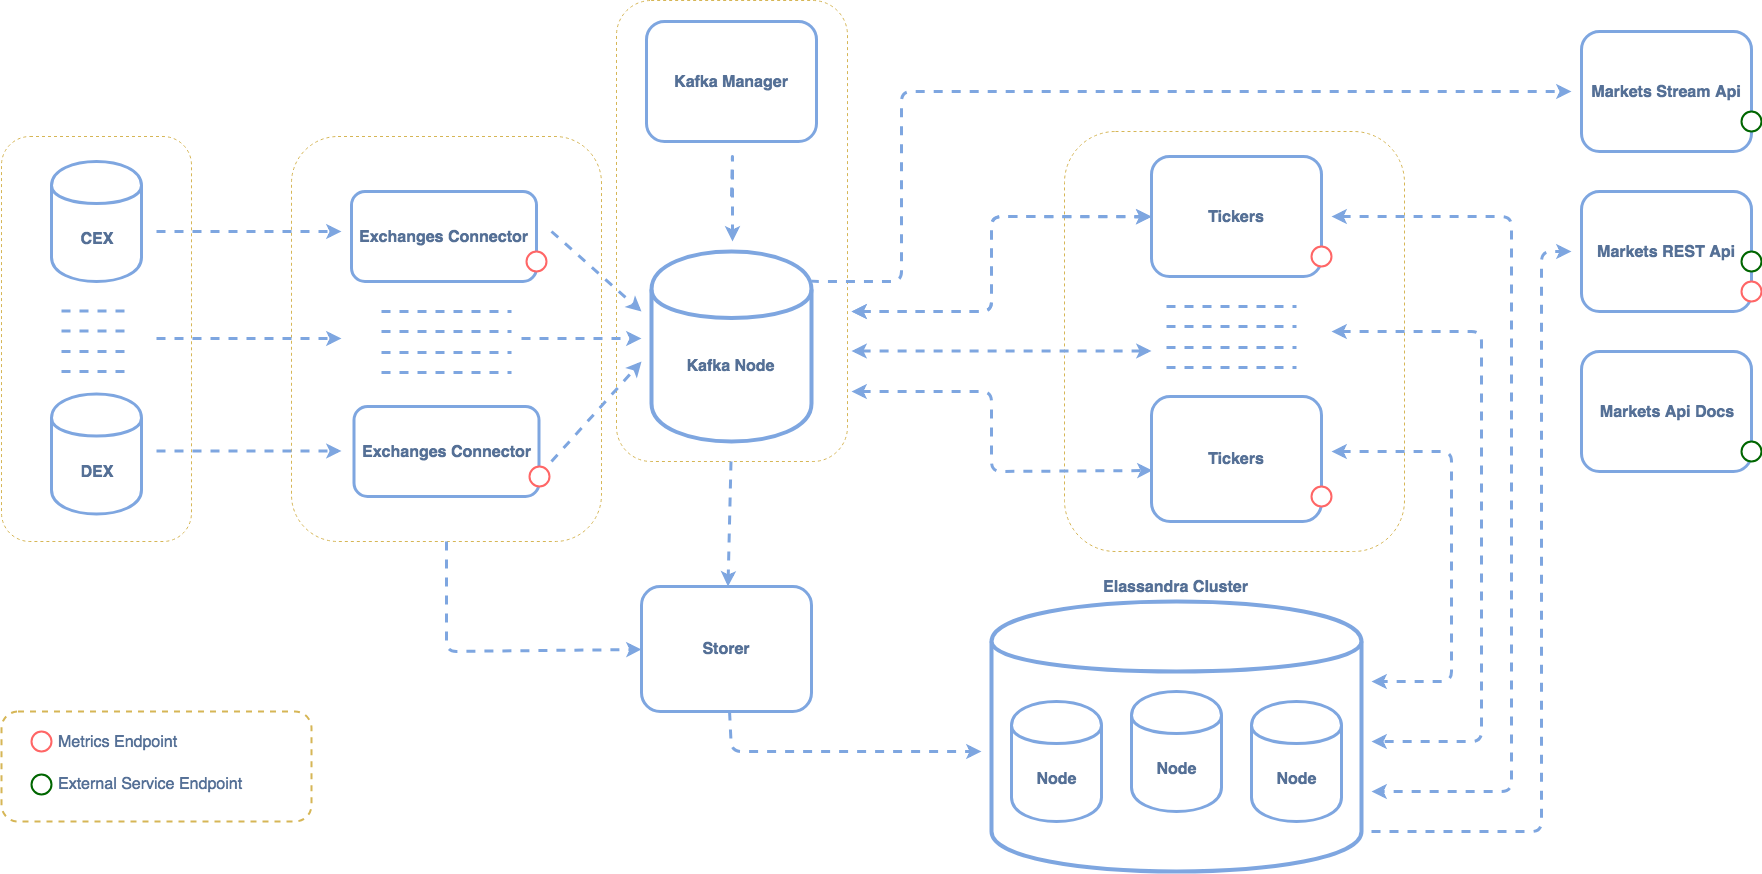 Kafka Manager
Markets Stream Api
CEX
Exchanges Connector
Tickers
Markets REST Api
Kafka Node
Markets Api Docs
DEX
Exchanges Connector
Tickers
Elassandra Cluster
Storer
Node
Node
Node
Metrics Endpoint
External Service Endpoint